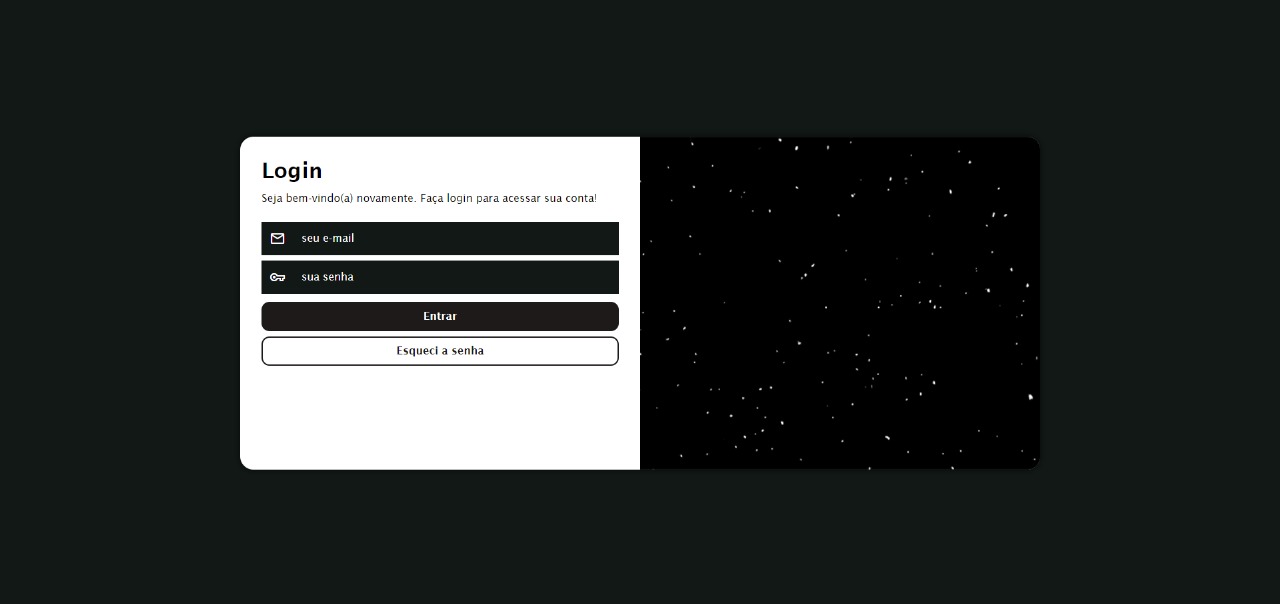 Login
Seja bem-vindo(a) novamente. Faça login para acessar sua conta!
seu e-mail
sua senha
Entrar
Esqueci a senha